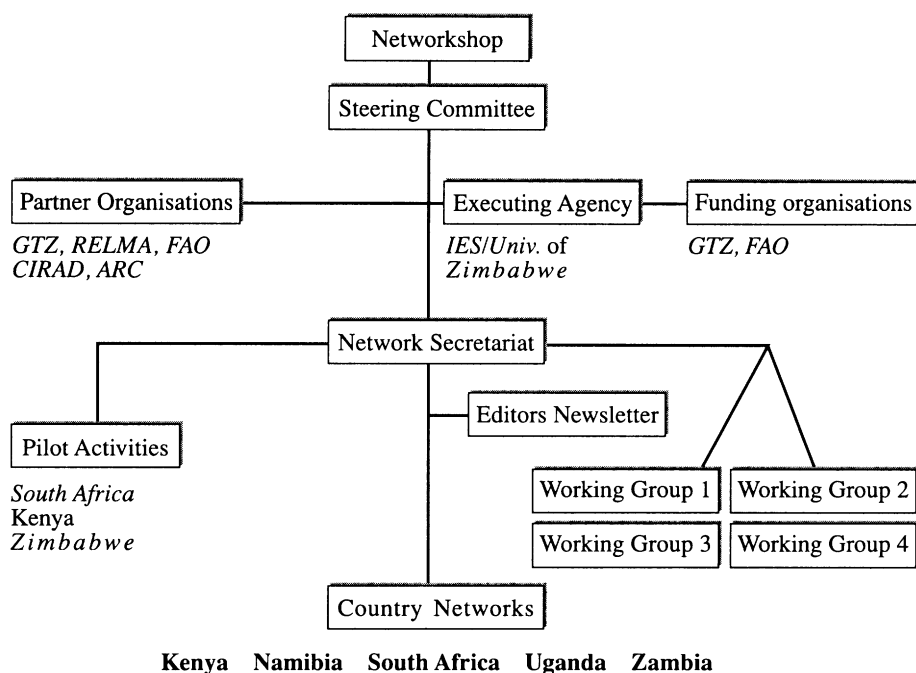 Networkshop
Steering Committee
Partner Organisations
GTZ, RELMA, FAO
CIRAD, ARC
Executing Agency
IES/Univ. of
Zimbabwe
Funding organisations
GTZ, FAO
Network Secretariat
Editors Newsletter
Pilot Activities
South Africa
Kenya
Zimbabwe
Working Group 1
Working Group 2
Working Group 3
Working Group 4
Country Networks
Kenya Namibia South Africa Uganda Zambia